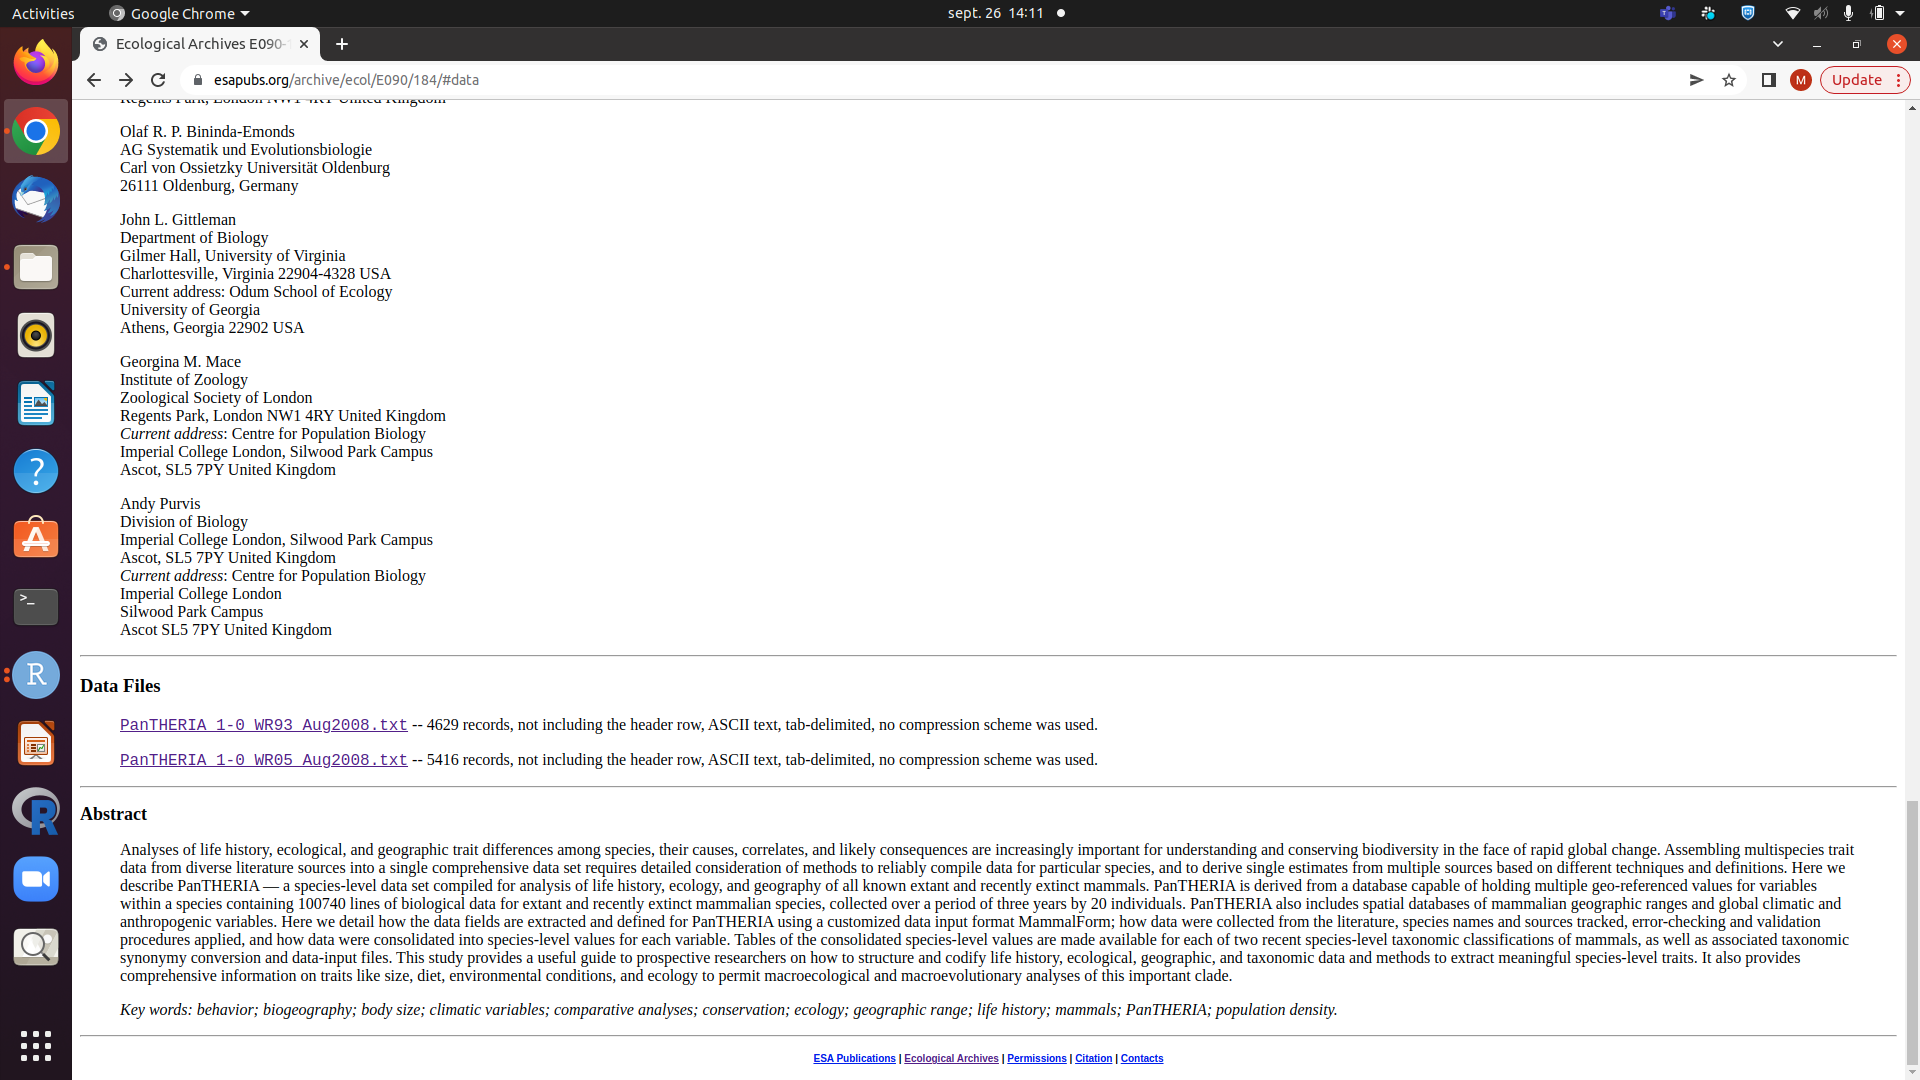 Activities
Google Chrome
sept. 26 14:11
Ecological Archives E090-
esapubs.org/archive/ecol/E090/184/#data
M
Update
Regents Park, London NW1 4RY United Kingdom
Olaf R. P. Bininda-Emonds
AG Systematik und Evolutionsbiologie
Carl von Ossietzky Universität Oldenburg
26111 Oldenburg, Germany
John L. Gittleman
Department of Biology
Gilmer Hall, University of Virginia
Charlottesville, Virginia 22904-4328 USA
Current address: Odum School of Ecology
University of Georgia
Athens, Georgia 22902 USA
Georgina M. Mace
Institute of Zoology
Zoological Society of London
Regents Park, London NW1 4RY United Kingdom
Current address: Centre for Population Biology
Imperial College London, Silwood Park Campus
Ascot, SL5 7PY United Kingdom
Andy Purvis
Division of Biology
Imperial College London, Silwood Park Campus
Ascot, SL5 7PY United Kingdom
Current address: Centre for Population Biology
Imperial College London
Silwood Park Campus
Ascot SL5 7PY United Kingdom
Data Files
PanTHERIA_1-0_WR93_Aug2008.txt -- 4629 records, not including the header row, ASCII text, tab-delimited, no compression scheme was used.
PanTHERIA_1-0_WR05_Aug2008.txt -- 5416 records, not including the header row, ASCII text, tab-delimited, no compression scheme was used.
Abstract
Analyses of life history, ecological, and geographic trait differences among species, their causes, correlates, and likely consequences are increasingly important for understanding and conserving biodiversity in the face of rapid global change. Assembling multispecies trait
data from diverse literature sources into a single comprehensive data set requires detailed consideration of methods to reliably compile data for particular species, and to derive single estimates from multiple sources based on different techniques and definitions. Here we
describe PanTHERIA — a species-level data set compiled for analysis of life history, ecology, and geography of all known extant and recently extinct mammals. PanTHERIA is derived from a database capable of holding multiple geo-referenced values for variables
within a species containing 100740 lines of biological data for extant and recently extinct mammalian species, collected over a period of three years by 20 individuals. PanTHERIA also includes spatial databases of mammalian geographic ranges and global climatic and
anthropogenic variables. Here we detail how the data fields are extracted and defined for PanTHERIA using a customized data input format MammalForm; how data were collected from the literature, species names and sources tracked, error-checking and validation
procedures applied, and how data were consolidated into species-level values for each variable. Tables of the consolidated species-level values are made available for each of two recent species-level taxonomic classifications of mammals, as well as associated taxonomic
synonymy conversion and data-input files. This study provides a useful guide to prospective researchers on how to structure and codify life history, ecological, geographic, and taxonomic data and methods to extract meaningful species-level traits. It also provides
comprehensive information on traits like size, diet, environmental conditions, and ecology to permit macroecological and macroevolutionary analyses of this important clade.
Key words: behavior; biogeography; body size; climatic variables; comparative analyses; conservation; ecology; geographic range; life history; mammals; PanTHERIA; population density.
ESA Publications | Ecological Archives | Permissions | Citation | Contacts